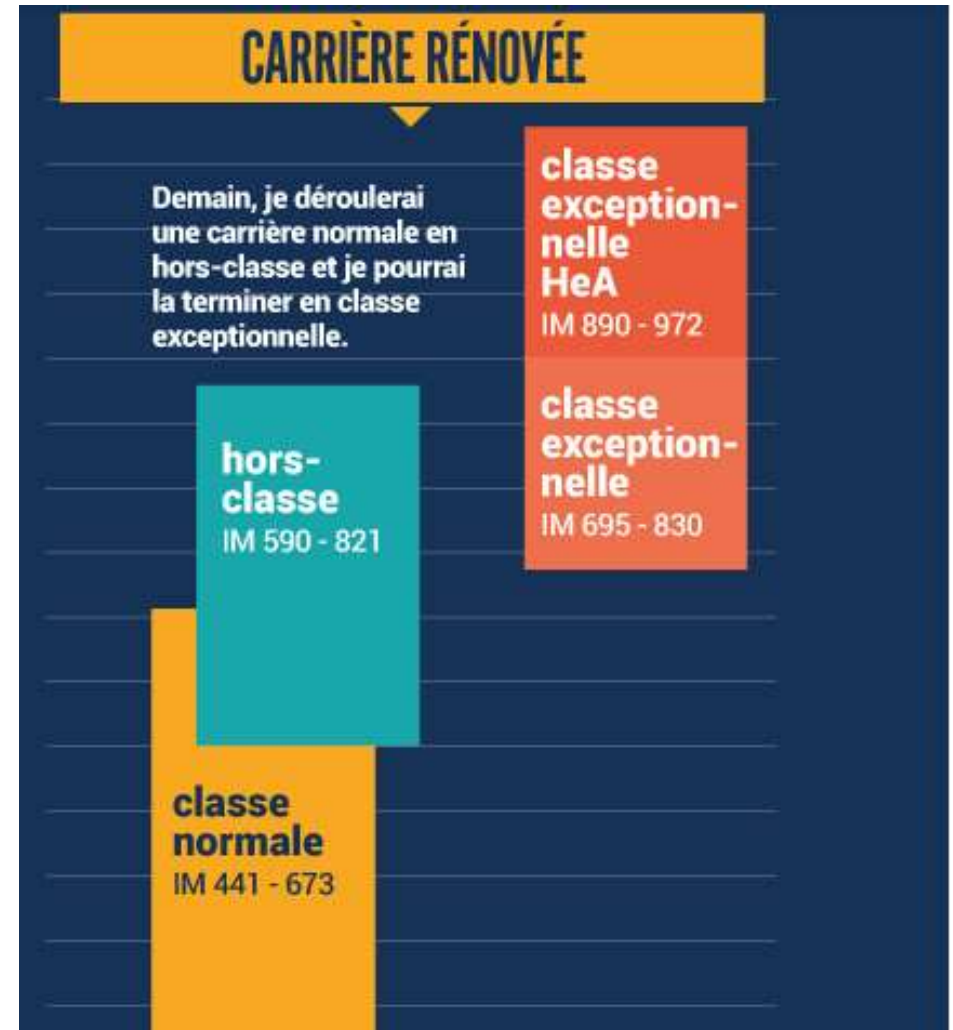 CARRIÈRE RÉNOVÉE
Demain, je déroulerai
une carrière normale en
hors-classe et je pourrai
la terminer en classe
exceptionnelle.
classe
exception-
nelle
HeA
IM 890 - 972
classe
exception-
nelle
IM 695 - 830
hors-
classe
IM 590 - 821
classe
normale
IM 441 - 673